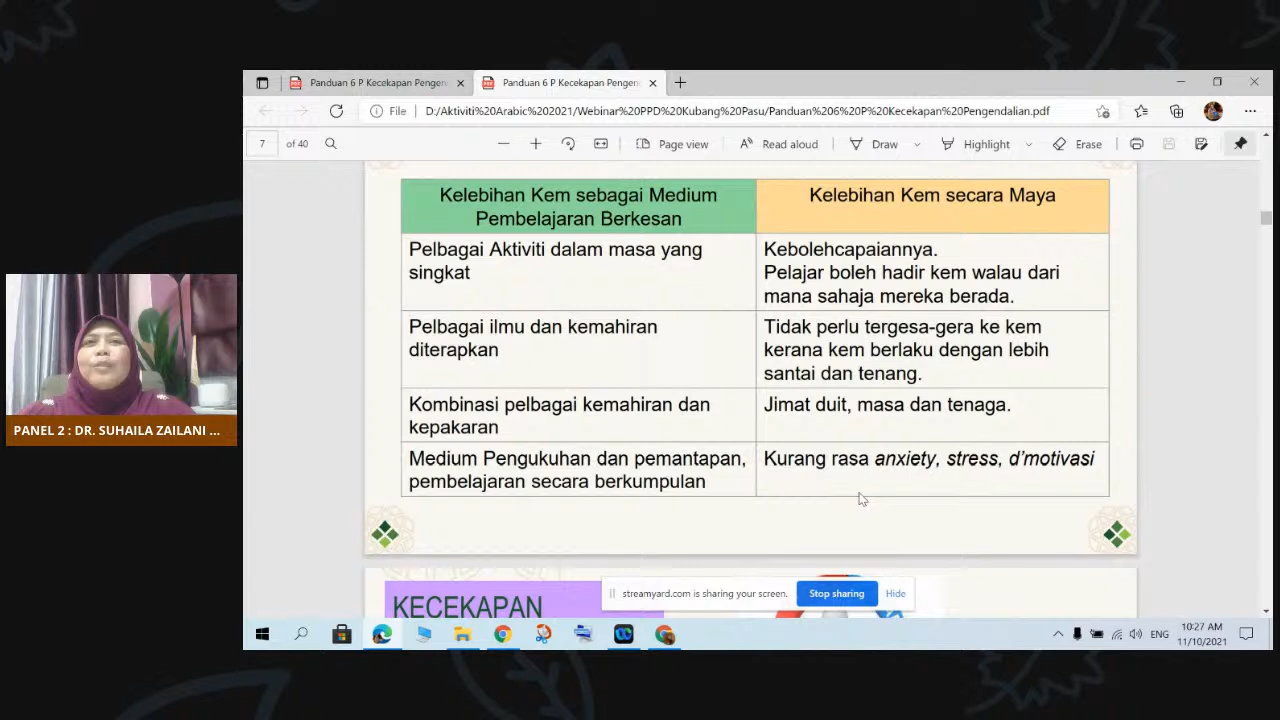 Panduan 6 P Kecekapan Pengen
Panduan 6 P Kecekapan Pengen
File
D:/Aktiviti%20Arabic%202021/Webinar%20PPD%20Kubang%20Pasu/Panduan%206%20P%20Kecekapan%20Pengendalian.pdf
7 of 40
Page view
Read aloud
Draw
Highlight
Erase
Kelebihan Kem sebagai Medium
Pembelajaran Berkesan
Kelebihan Kem secara Maya
Pelbagai Aktiviti dalam masa yang
singkat
Kebolehcapaiannya.
Pelajar boleh hadir kem walau dari
mana sahaja mereka berada.
Pelbagai ilmu dan kemahiran
diterapkan
Tidak perlu tergesa-gera ke kem
kerana kem berlaku dengan lebih
santai dan tenang.
Kombinasi pelbagai kemahiran dan
kepakaran
Jimat duit, masa dan tenaga.
Medium Pengukuhan dan pemantapan,
pembelajaran secara berkumpulan
Kurang rasa anxiety, stress, d'motivasi
PANEL 2 : DR. SUHAILA ZAILANI ...
KECEKAPAN
streamyard.com is sharing your screen.
Stop sharing
Hide
ENG
10:27 AM
11/10/2021